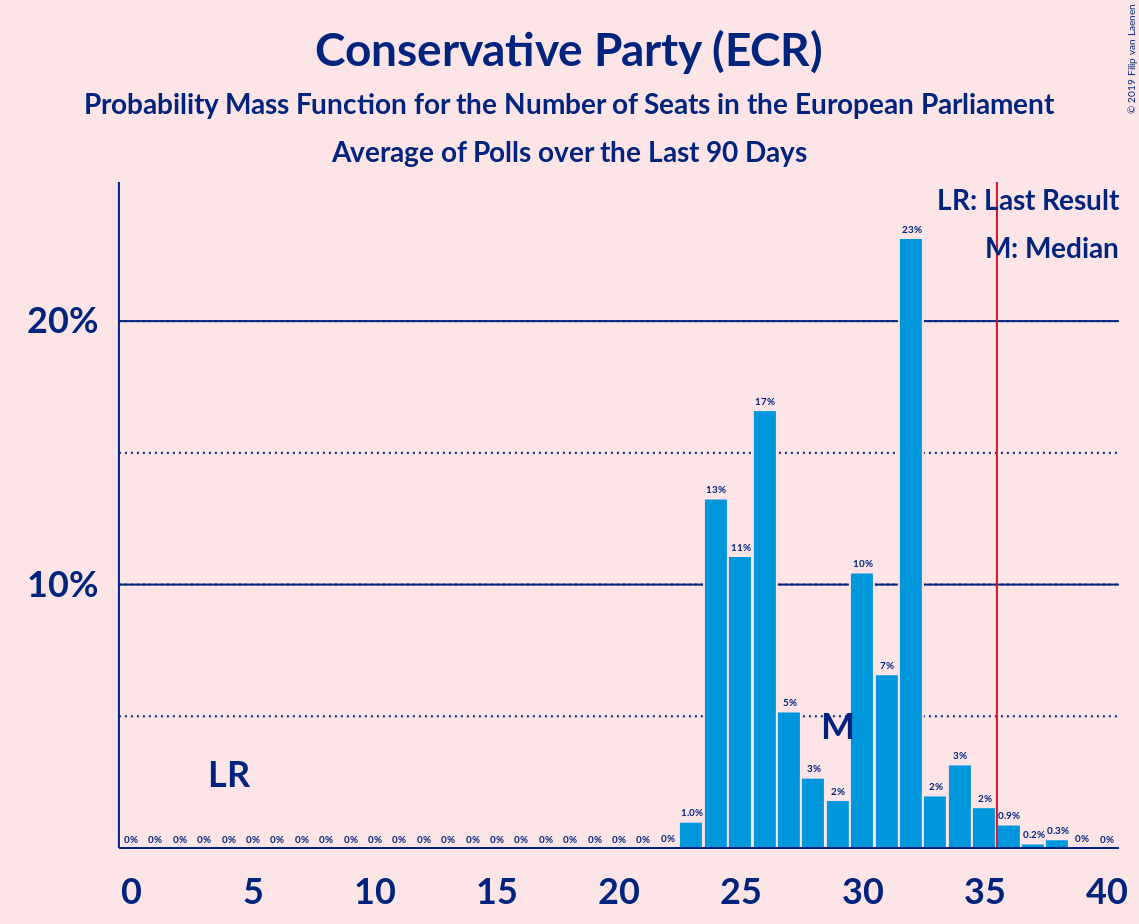 Conservative Party (ECR)
Probability Mass Function for the Number of Seats in the European Parliament
Average of Polls over the Last 90 Days
© 2019 Filip van Laenen
LR: Last Result
M: Median
20%
10%
23%
17%
13%
11%
10%
7%
5%
3%
2%
2%
3%
2%
1.0%
0.9%
0.2%
0.3%
M
LR
0% 0% 0% 0% 0% 0% 0% 0% 0% 0% 0% 0% 0% 0% 0% 0% 0% 0% 0% 0% 0% 0% 0% 0% 0%
0 5 10 15 20 25 30 35 40